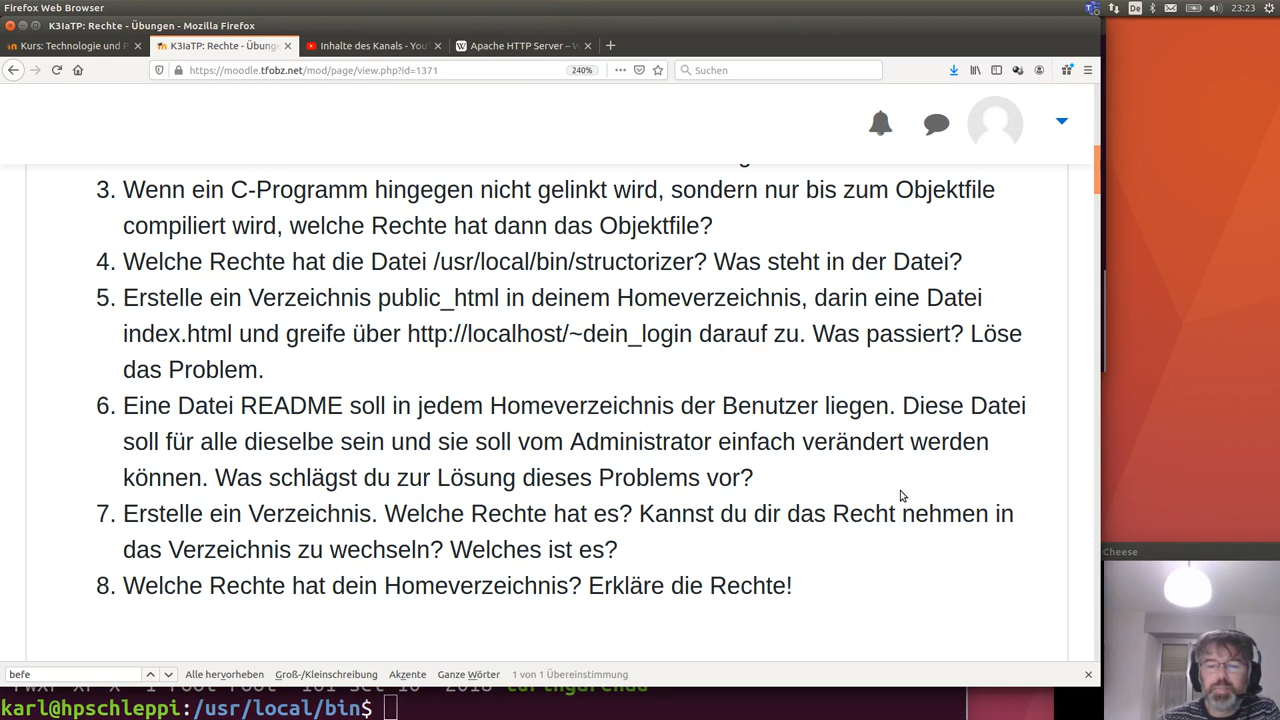 Firefox Web Browser
De
23:23
K3IaTP: Rechte - Übungen - Mozilla Firefox
Kurs: Technologie und P
K3IaTP: Rechte - Übung
Inhalte des Kanals - You
Apache HTTP Server – W
https://moodle.tfobz.net/mod/page/view.php?id=1371
240%
Suchen
3. Wenn ein C-Programm hingegen nicht gelinkt wird, sondern nur bis zum Objektfile
compiliert wird, welche Rechte hat dann das Objektfile?
4. Welche Rechte hat die Datei /usr/local/bin/structorizer? Was steht in der Datei?
5. Erstelle ein Verzeichnis public_html in deinem Homeverzeichnis, darin eine Datei
index.html und greife über http://localhost/~dein_login darauf zu. Was passiert? Löse
das Problem.
6. Eine Datei README soll in jedem Homeverzeichnis der Benutzer liegen. Diese Datei
soll für alle dieselbe sein und sie soll vom Administrator einfach verändert werden
können. Was schlägst du zur Lösung dieses Problems vor?
7. Erstelle ein Verzeichnis. Welche Rechte hat es? Kannst du dir das Recht nehmen in
das Verzeichnis zu wechseln? Welches ist es?
8. Welche Rechte hat dein Homeverzeichnis? Erkläre die Rechte!
Cheese
befe
Alle hervorheben
Groß-/Kleinschreibung
Akzente
Ganze Wörter
1 von 1 Übereinstimmung
karl@hpschleppi:/usr/local/bin$